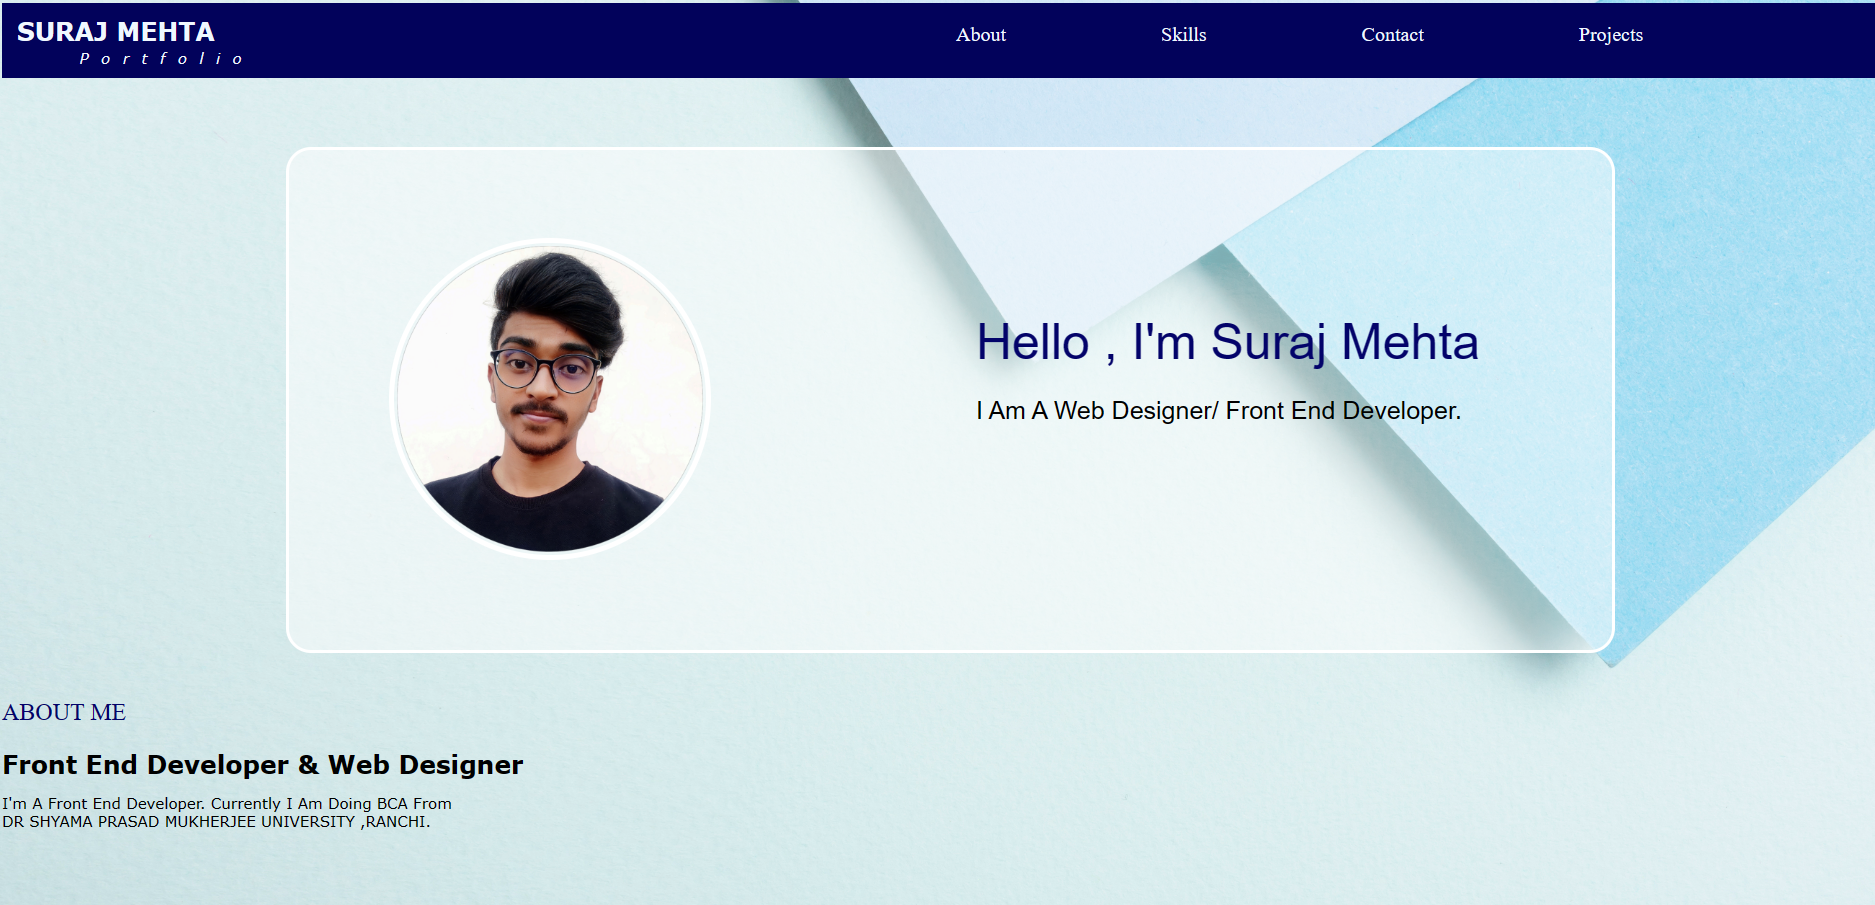 SURAJ MEHTA
Portfolio
About Skills Contact Projects
Hello , I'm Suraj Mehta
I Am A Web Designer/ Front End Developer.
ABOUT ME
Front End Developer & Web Designer
I'm A Front End Developer. Currently I Am Doing BCA From
DR SHYAMA PRASAD MUKHERJEE UNIVERSITY ,RANCHI.